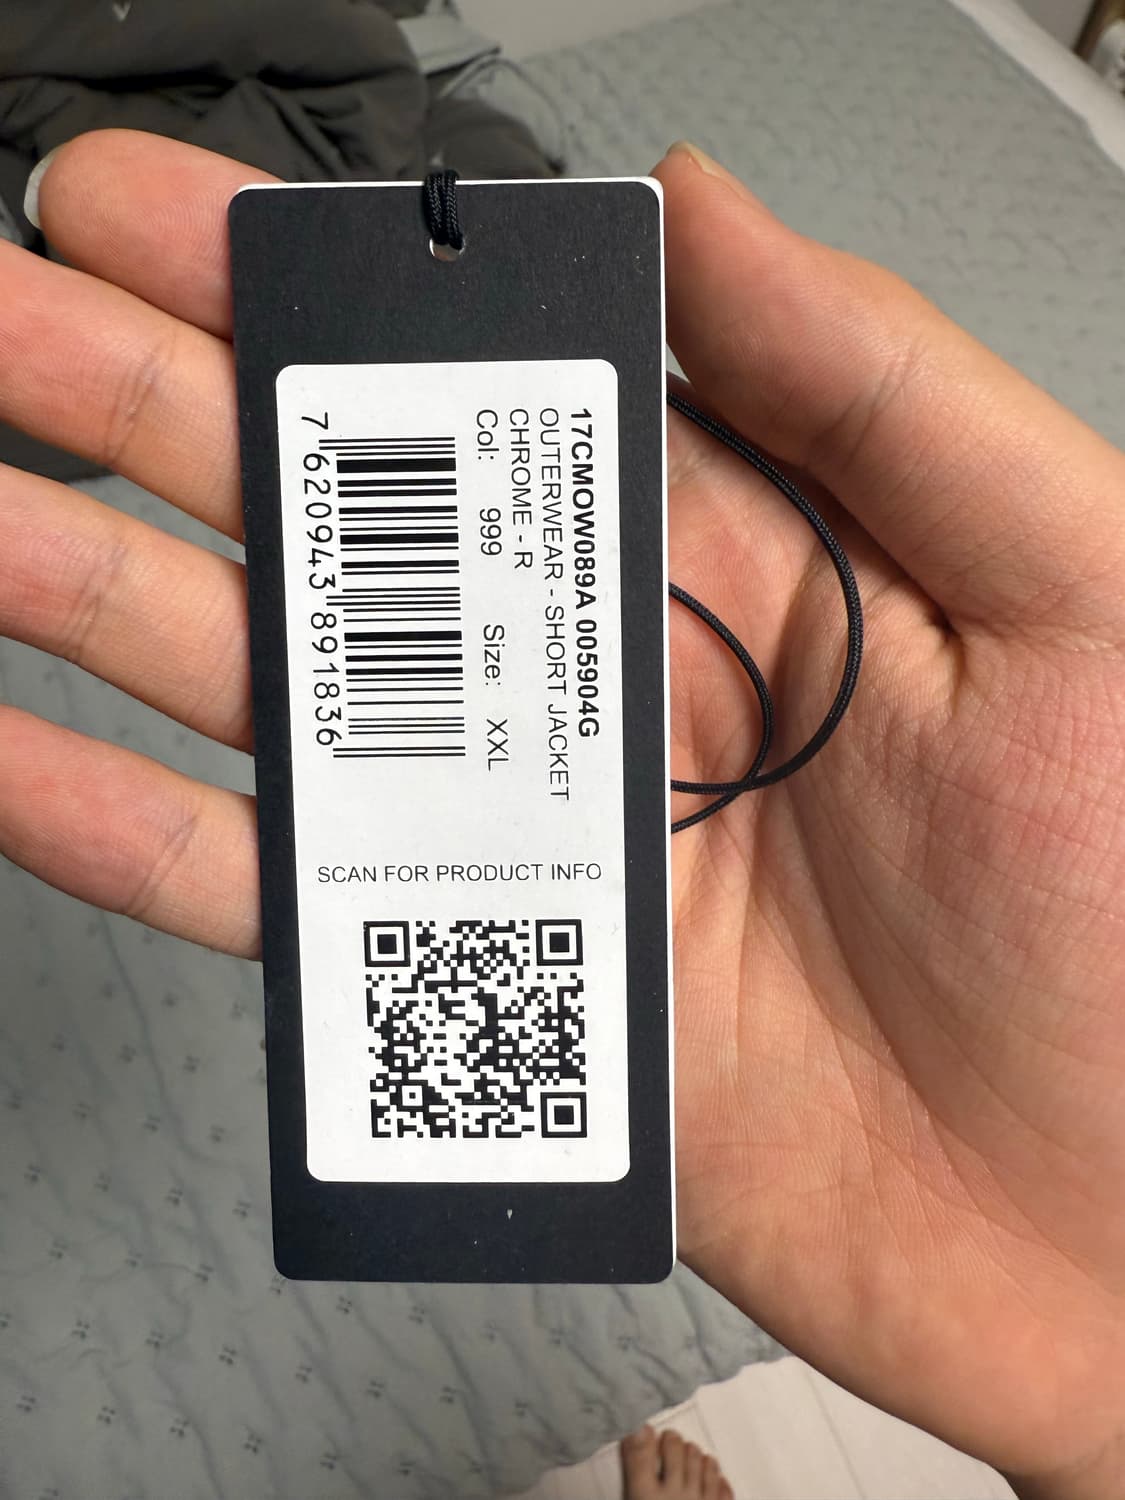 17CMOW089A 005904G
OUTERWEAR - SHORT JACKET
CHROME - R
Col: 999 Size: XXL
7 620943 891836
SCAN FOR PRODUCT INFO